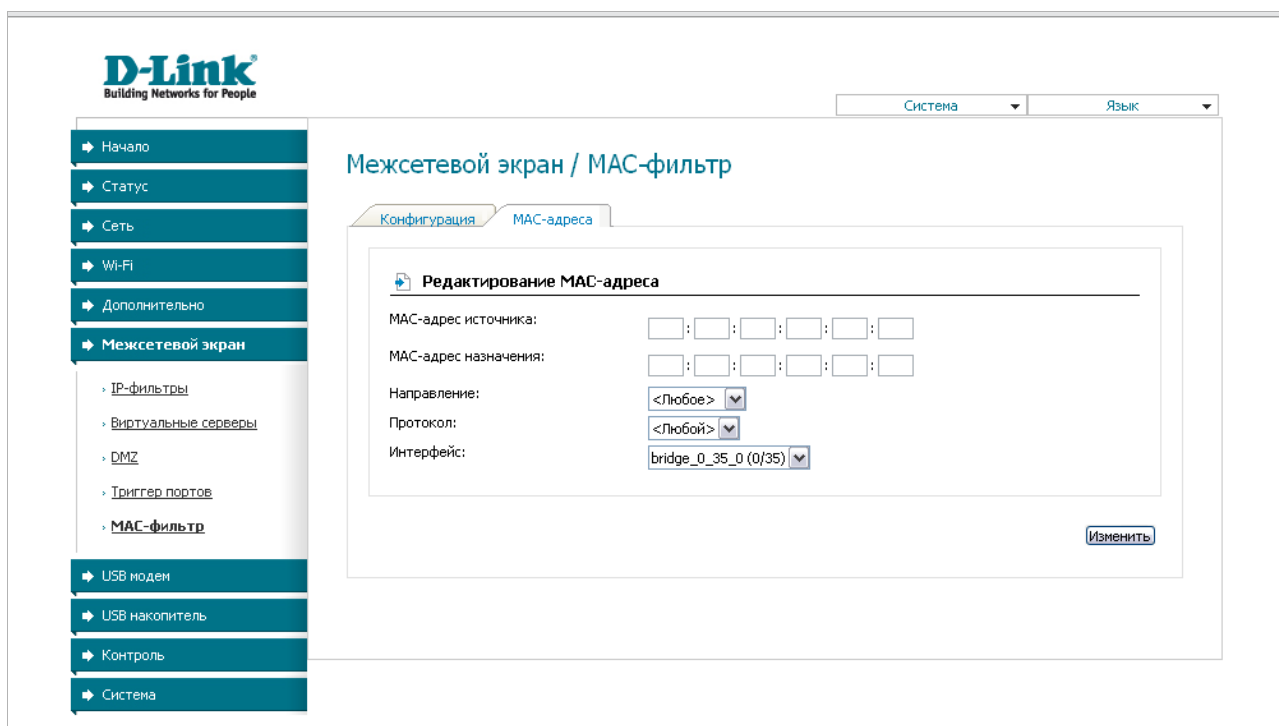 D-Link
Building Networks for People
Система
Язык
Начало
Статус
Сеть
Wi-Fi
Дополнительно
Межсетевой экран
IP-фильтры
Виртуальные серверы
DMZ
Триггер портов
MAC-фильтр
USB модем
USB накопитель
Контроль
Система
Межсетевой экран / MAC-фильтр
Конфигурация
MAC-адреса
Редактирование MAC-адреса
MAC-адрес источника:
: : : : :
MAC-адрес назначения:
: : : : :
Направление:
<Любое>
Протокол:
<Любой>
Интерфейс:
bridge_0_35_0 (0/35)
Изменить